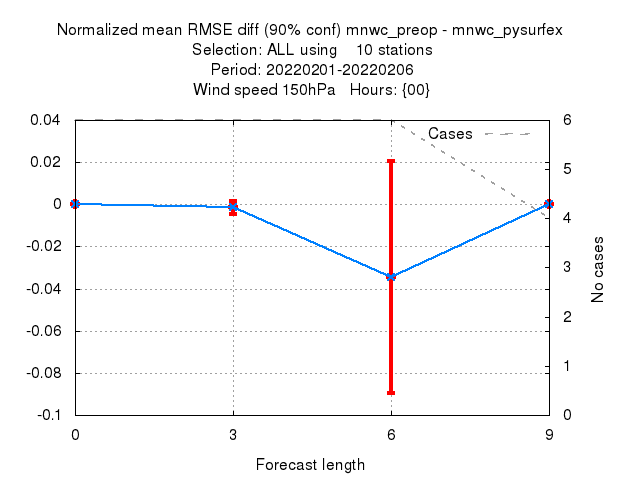 Normalized mean RMSE diff (90% conf) mnwc_preop - mnwc_pysurfex
Selection: ALL using    10 stations
Period: 20220201-20220206
Wind speed 150hPa   Hours: {00}
Cases
0.04
0.02
0
-0.02
-0.04
-0.06
-0.08
-0.1
6
5
4
3
2
1
0
No cases
0 3 6 9
Forecast length